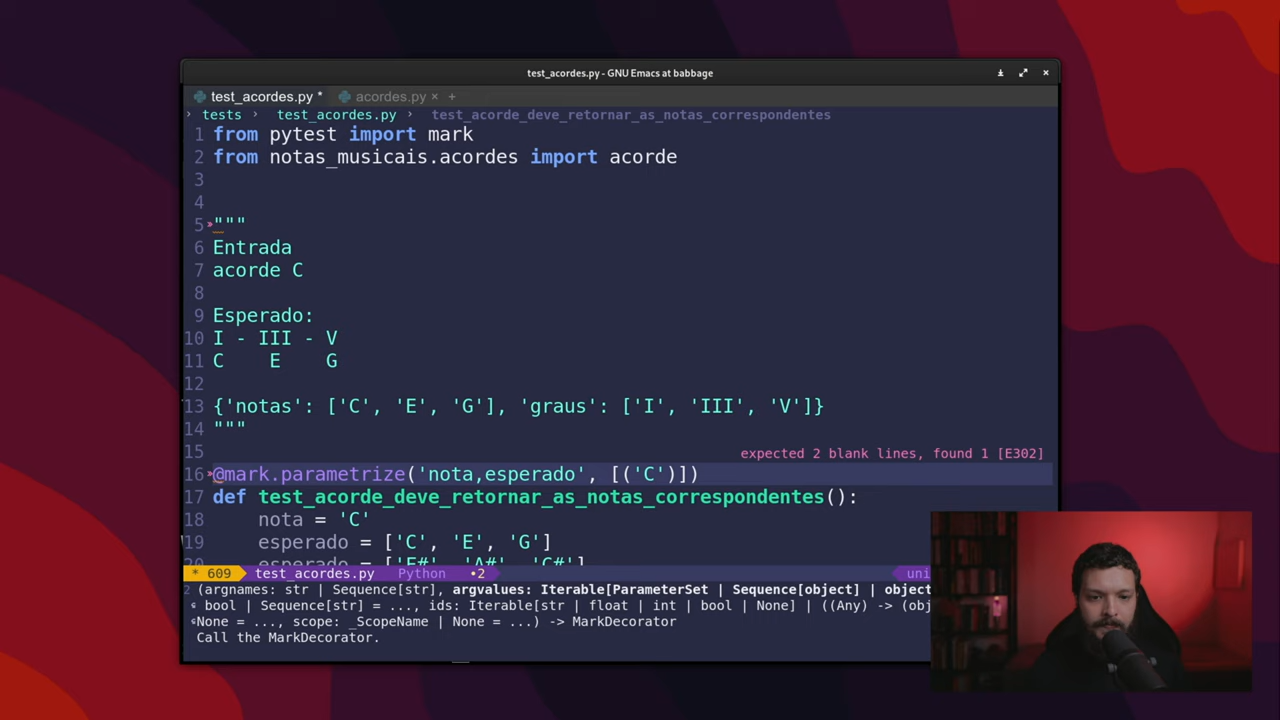 test_acordes.py - GNU Emacs at babbage
test_acordes.py * acordes.py × +
› tests › test_acordes.py › test_acorde_deve_retornar_as_notas_correspondentes
1 from pytest import mark
2 from notas_musicais.acordes import acorde
3
4
5 """
6 Entrada
7 acorde C
8
9 Esperado:
10 I - III - V
11 C    E    G
12
13 {'notas': ['C', 'E', 'G'], 'graus': ['I', 'III', 'V']}
14 """
15
expected 2 blank lines, found 1 [E302]
16 @mark.parametrize('nota,esperado', [('C')])
17 def test_acorde_deve_retornar_as_notas_correspondentes():
18     nota = 'C'
19     esperado = ['C', 'E', 'G']
20     esperado = ['F#', 'A#', 'C#']
* 609 test_acordes.py Python •2 uni
(argnames: str | Sequence[str], argvalues: Iterable[ParameterSet | Sequence[object] | object
bool | Sequence[str] = ..., ids: Iterable[str | float | int | bool | None] | ((Any) -> (obj
None = ..., scope: _ScopeName | None = ...) -> MarkDecorator
Call the MarkDecorator.